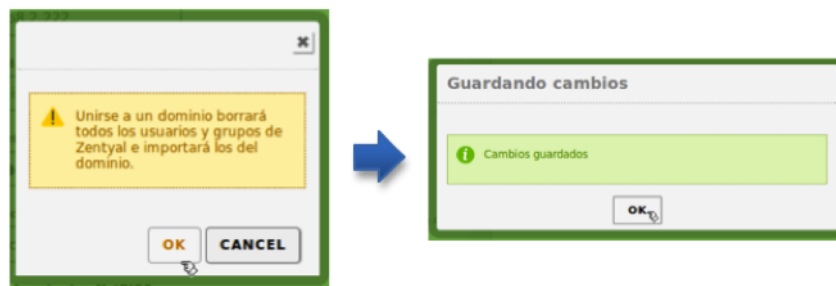 Unirse a un dominio borrará
todos los usuarios y grupos de
Zentyal e importará los del
dominio.
OK
CANCEL
Guardando cambios
Cambios guardados
OK